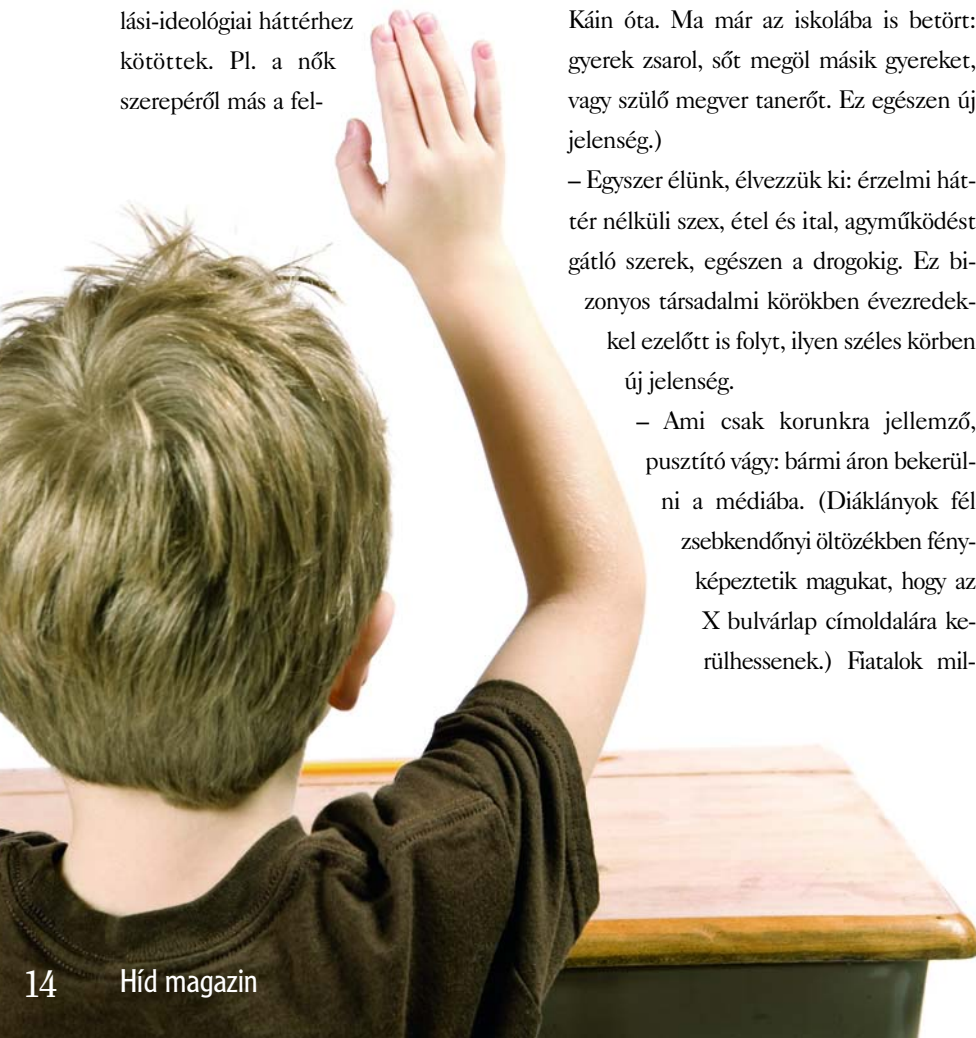 lási-ideológiai háttérhez
kötöttek. Pl. a nők
szerepéről más a fel-
Káin óta. Ma már az iskolába is betört:
gyerek zsarol, sőt megöl másik gyereket,
vagy szülő megver tanerőt. Ez egészen új
jelenség.)
– Egyszer élünk, élvezzük ki: érzelmi hát-
tér nélküli szex, étel és ital, agyműködést
gátló szerek, egészen a drogokig. Ez bi-
zonyos társadalmi körökben évezredek-
kel ezelőtt is folyt, ilyen széles körben
új jelenség.
– Ami csak korunkra jellemző,
pusztító vágy: bármi áron bekerül-
ni a médiába. (Diáklányok fél
zsebkendőnyi öltözékben fény-
képeztetik magukat, hogy az
X bulvárlap címoldalára ke-
rülhessenek.) Fiatalok mil-
14 Híd magazin